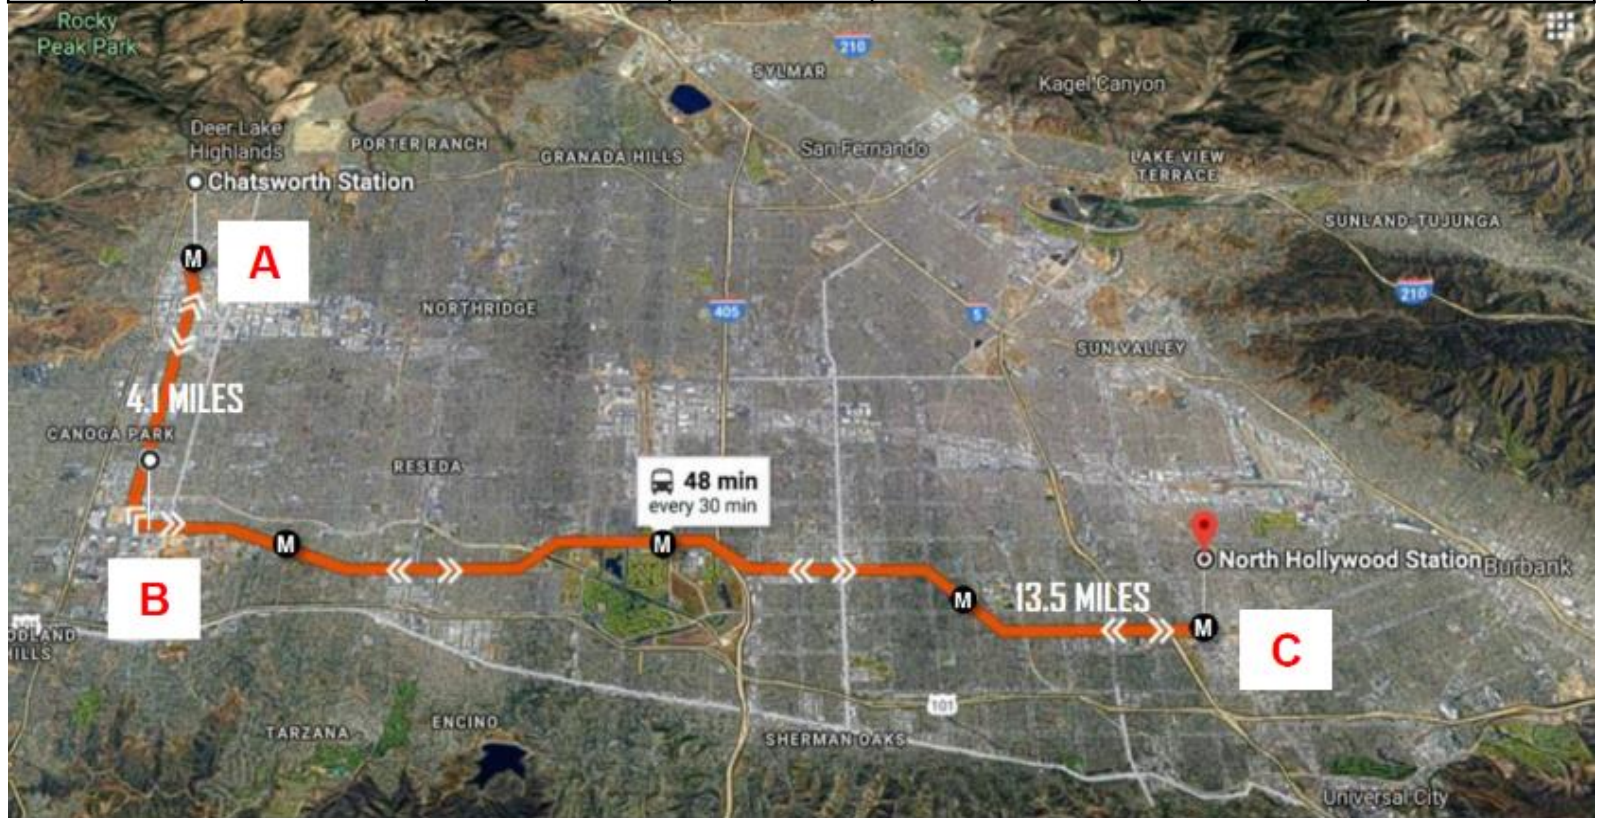 Rocky
Peak Park
210
SYLMAR
Kagel Canyon
Deer Lake
Highlands
PORTER RANCH
GRANADA HILLS
San Fernando
LAKE VIEW
TERRACE
Chatsworth Station
SUNLAND-TUJUNGA
M
A
210
NORTHRIDGE
405
5
SUN VALLEY
4.1 MILES
CANOGA PARK
RESEDA
48 min
every 30 min
M
M
North Hollywood Station
Burbank
B
M
13.5 MILES
M
C
ODLAND
HILLS
101
TARZANA
ENCINO
SHERMAN OAKS
Universal City